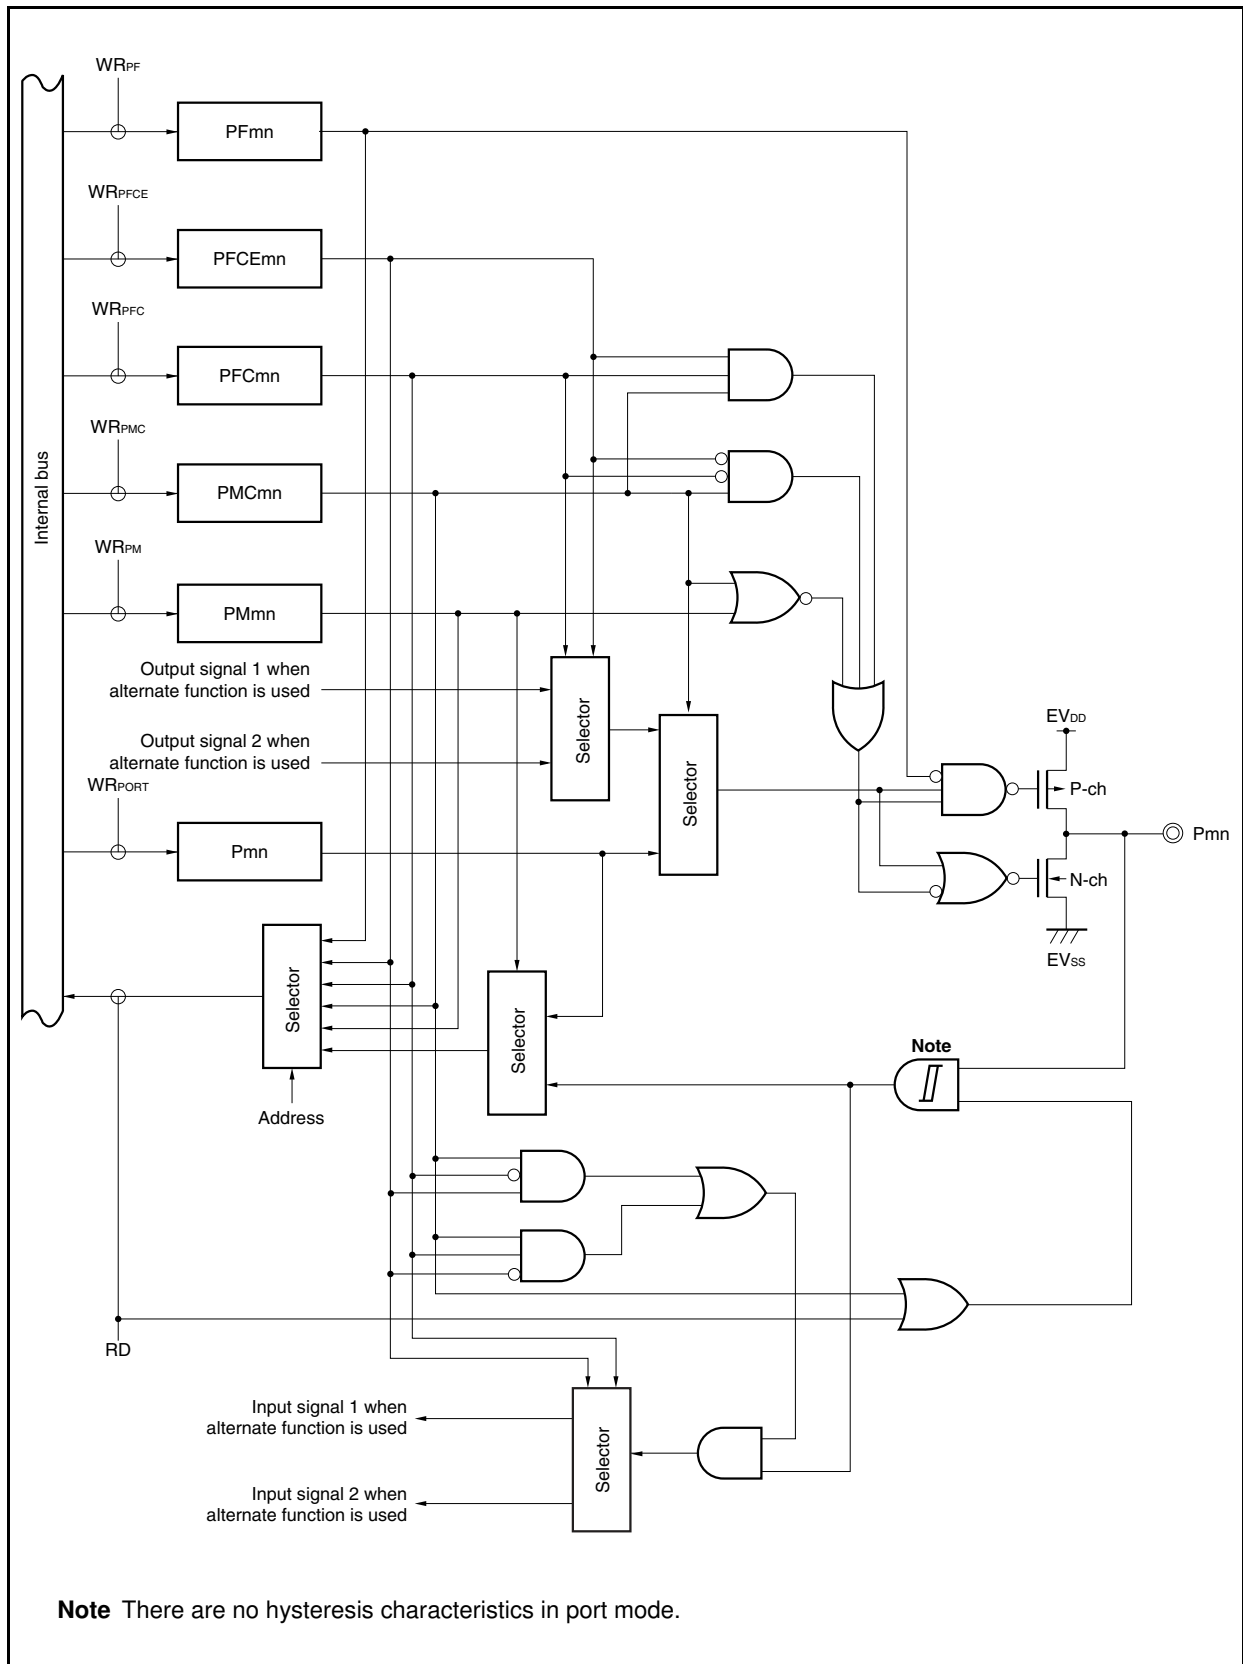 WRPF
PFmn
WRPFCE
PFCEmn
WRPFC
PFCmn
WRPMC
PMCmn
Internal bus
WRPM
PMmn
Output signal 1 when
alternate function is used
Output signal 2 when
alternate function is used
Selector
Selector
EVDD
P-ch
Pmn
N-ch
EVSS
WRPORT
Pmn
Selector
Address
Selector
Note
RD
Input signal 1 when
alternate function is used
Input signal 2 when
alternate function is used
Selector
Note There are no hysteresis characteristics in port mode.